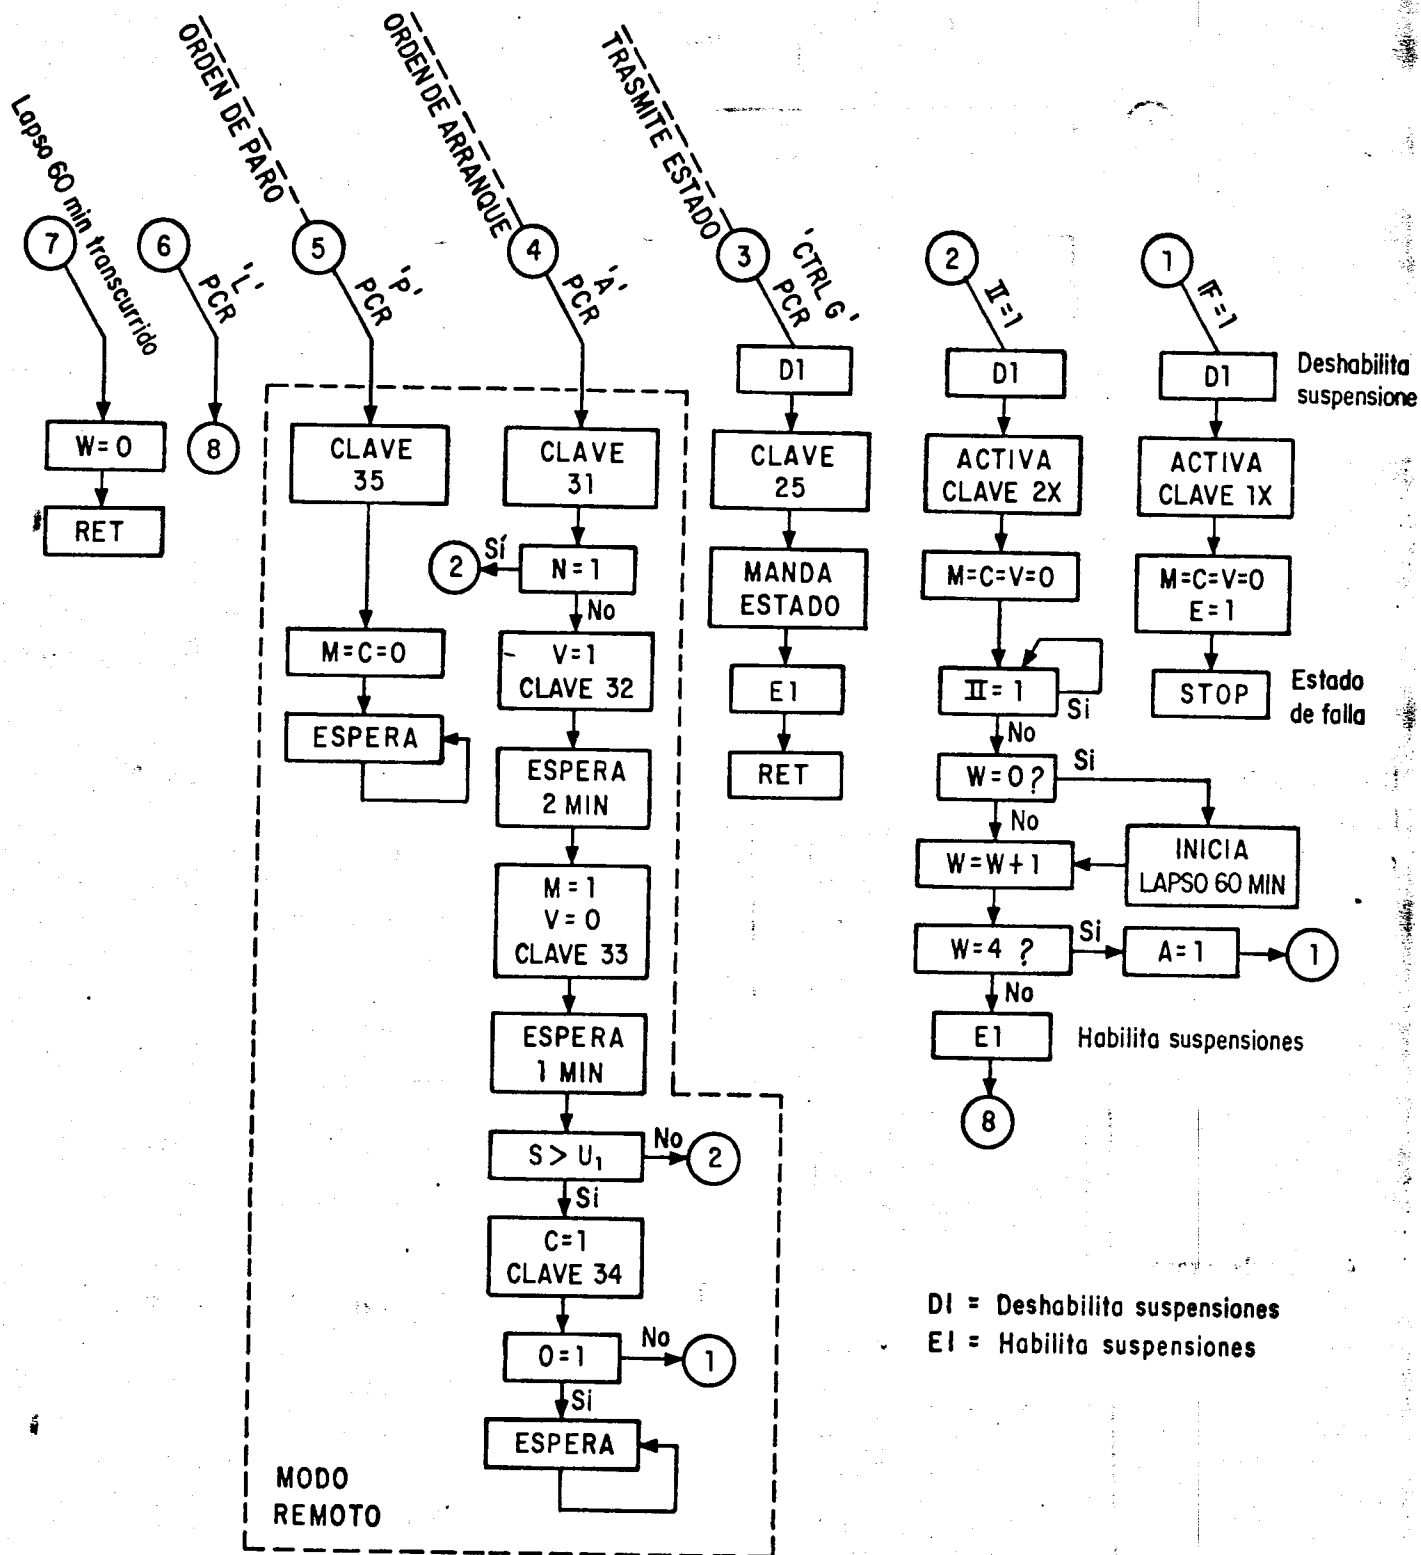 Lapso 60 min transcurrido
7
W=0
RET
6
'L'
PCR
8
ORDEN DE PARO
5
'P'
PCR
CLAVE
35
M=C=0
ESPERA
ORDEN DE ARRANQUE
4
'A'
PCR
CLAVE
31
N=1
Sí
2
No
V=1
CLAVE 32
ESPERA
2 MIN
M=1
V=0
CLAVE 33
ESPERA
1 MIN
S>U₁
No
2
Si
C=1
CLAVE 34
O=1
No
1
Si
ESPERA
MODO
REMOTO
TRASMITE ESTADO
3
'CTRL G'
PCR
DI
CLAVE
25
MANDA
ESTADO
EI
RET
2
II=1
DI
ACTIVA
CLAVE 2X
M=C=V=0
II=1
Si
No
W=0?
Si
No
INICIA
LAPSO 60 MIN
W=W+1
W=4 ?
Si
A=1
1
No
EI
Habilita suspensiones
8
1
IF=1
DI
Deshabilita
suspensione
ACTIVA
CLAVE 1X
M=C=V=0
E=1
STOP
Estado
de falla
DI = Deshabilita suspensiones
EI = Habilita suspensiones